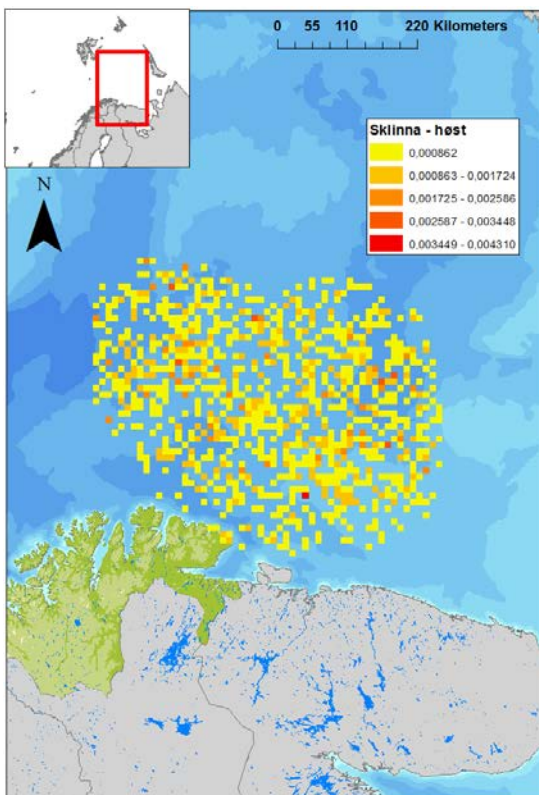 0 55 110 220 Kilometers
Sklinna - høst
0,000862
0,000863 - 0,001724
0,001725 - 0,002586
0,002587 - 0,003448
0,003449 - 0,004310
N